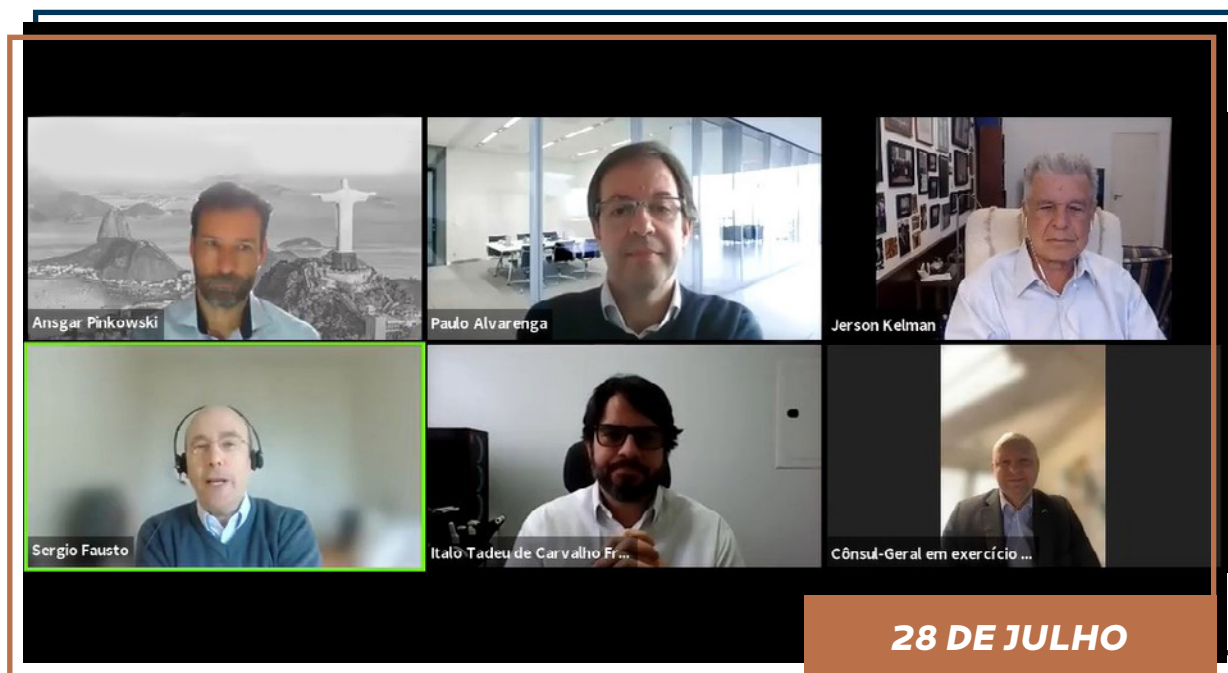 Ansgar Pinkowski
Paulo Alvarenga
Jerson Kelman
Sergio Fausto
Italo Tadeu de Carvalho Fr...
Cônsul-Geral em exercício ...
28 DE JULHO